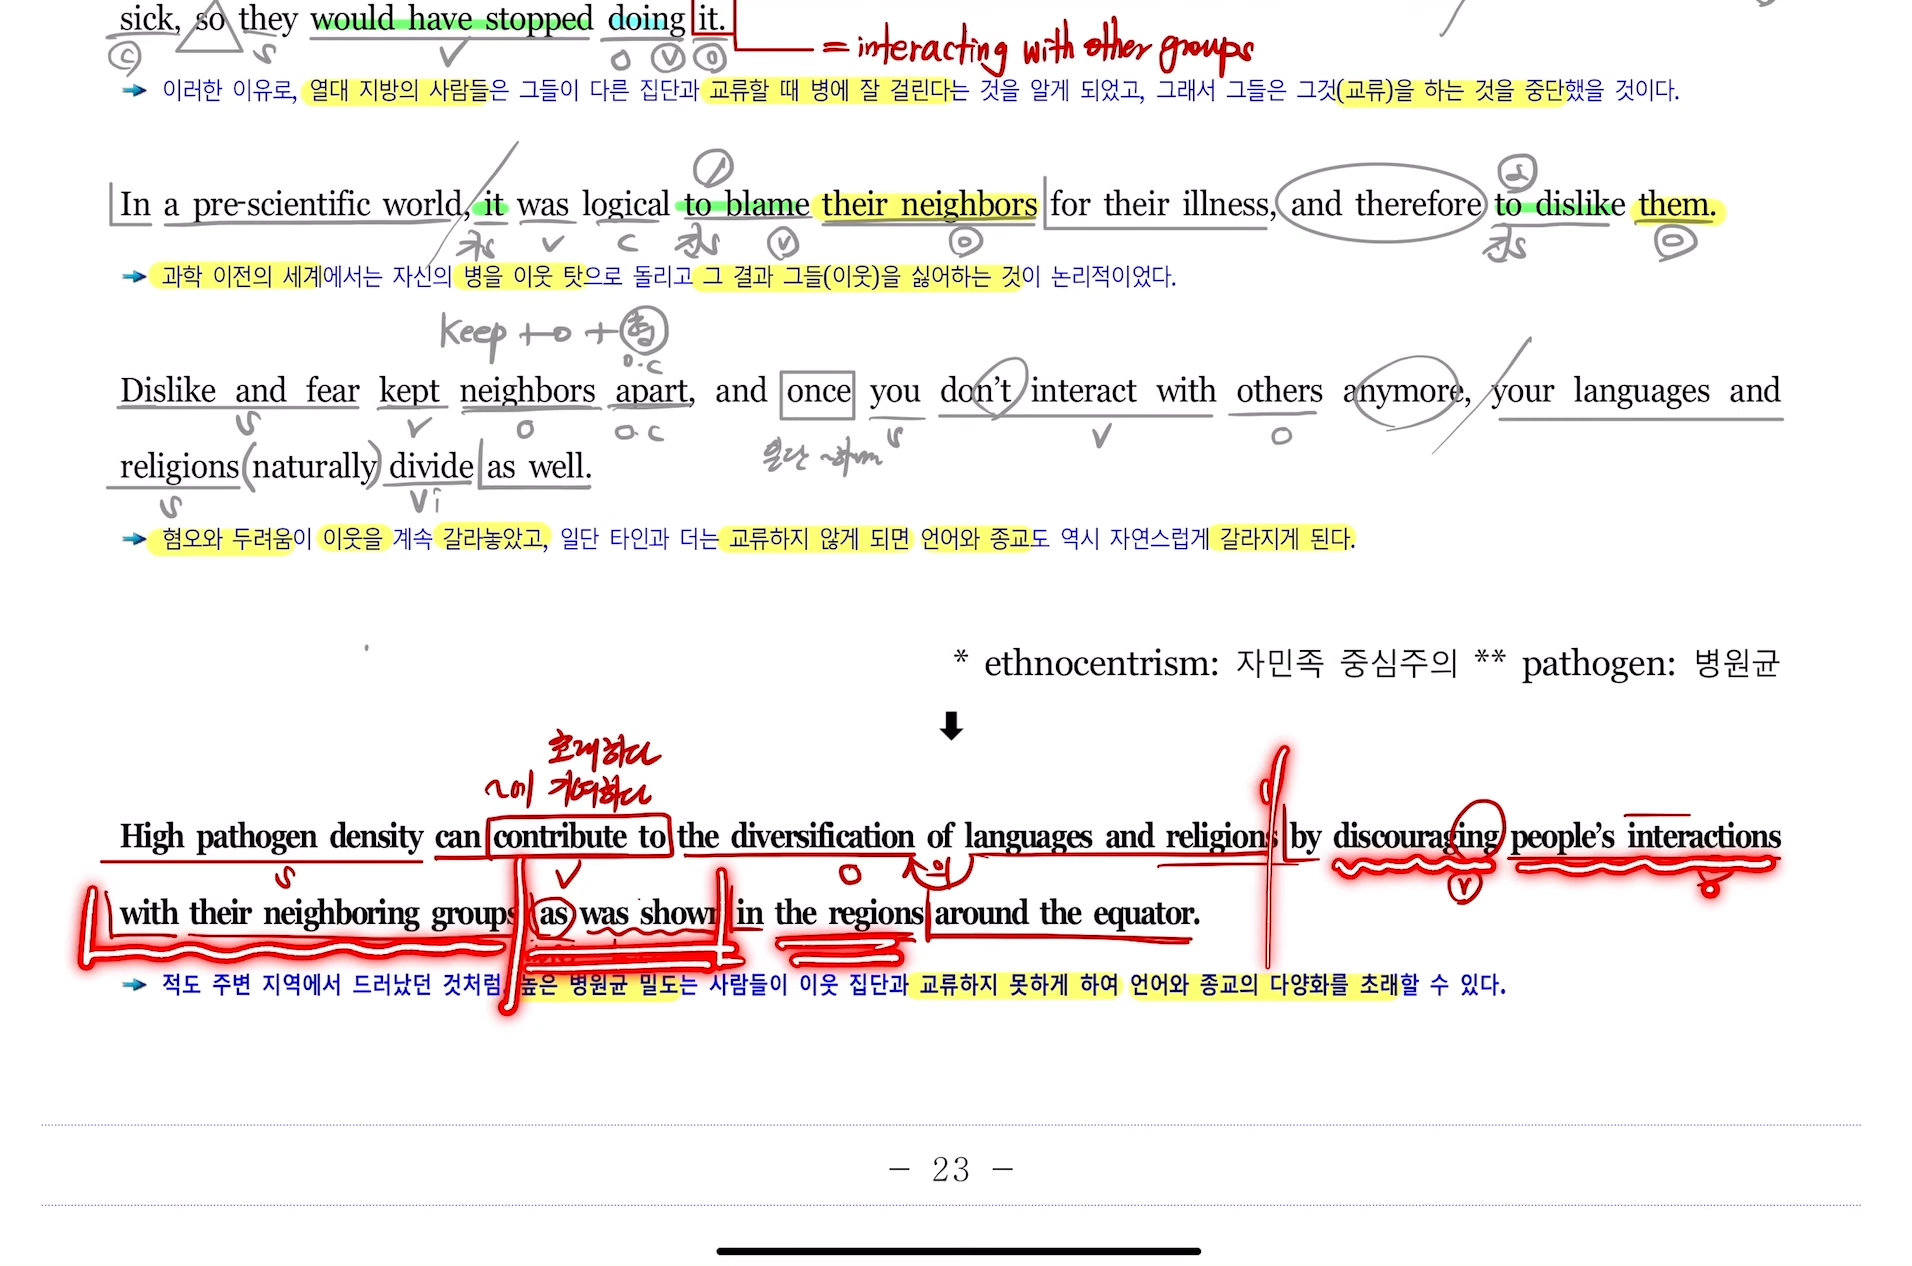 sick, so they would have stopped doing it.
= interacting with other groups
C S V O V O
➔ 이러한 이유로, 열대 지방의 사람들은 그들이 다른 집단과 교류할 때 병에 잘 걸린다는 것을 알게 되었고, 그래서 그들은 그것(교류)을 하는 것을 중단했을 것이다.
1 2
In a pre-scientific world, it was logical to blame their neighbors for their illness, and therefore to dislike them.
가S V C 진S V O 진S O
➔ 과학 이전의 세계에서는 자신의 병을 이웃 탓으로 돌리고 그 결과 그들(이웃)을 싫어하는 것이 논리적이었다.
keep + o + 형
o.c
Dislike and fear kept neighbors apart, and once you don’t interact with others anymore, your languages and
S V O O.C 일단 ~하면 S V O
religions naturally divide as well.
S Vi
➔ 혐오와 두려움이 이웃을 계속 갈라놓았고, 일단 타인과 더는 교류하지 않게 되면 언어와 종교도 역시 자연스럽게 갈라지게 된다.
* ethnocentrism: 자민족 중심주의 ** pathogen: 병원균
초래하다
~에 기여하다
High pathogen density can contribute to the diversification of languages and religions by discouraging people’s interactions
S V O 의 V O
with their neighboring groups as was shown in the regions around the equator.
➔ 적도 주변 지역에서 드러났던 것처럼, 높은 병원균 밀도는 사람들이 이웃 집단과 교류하지 못하게 하여 언어와 종교의 다양화를 초래할 수 있다.
- 23 -